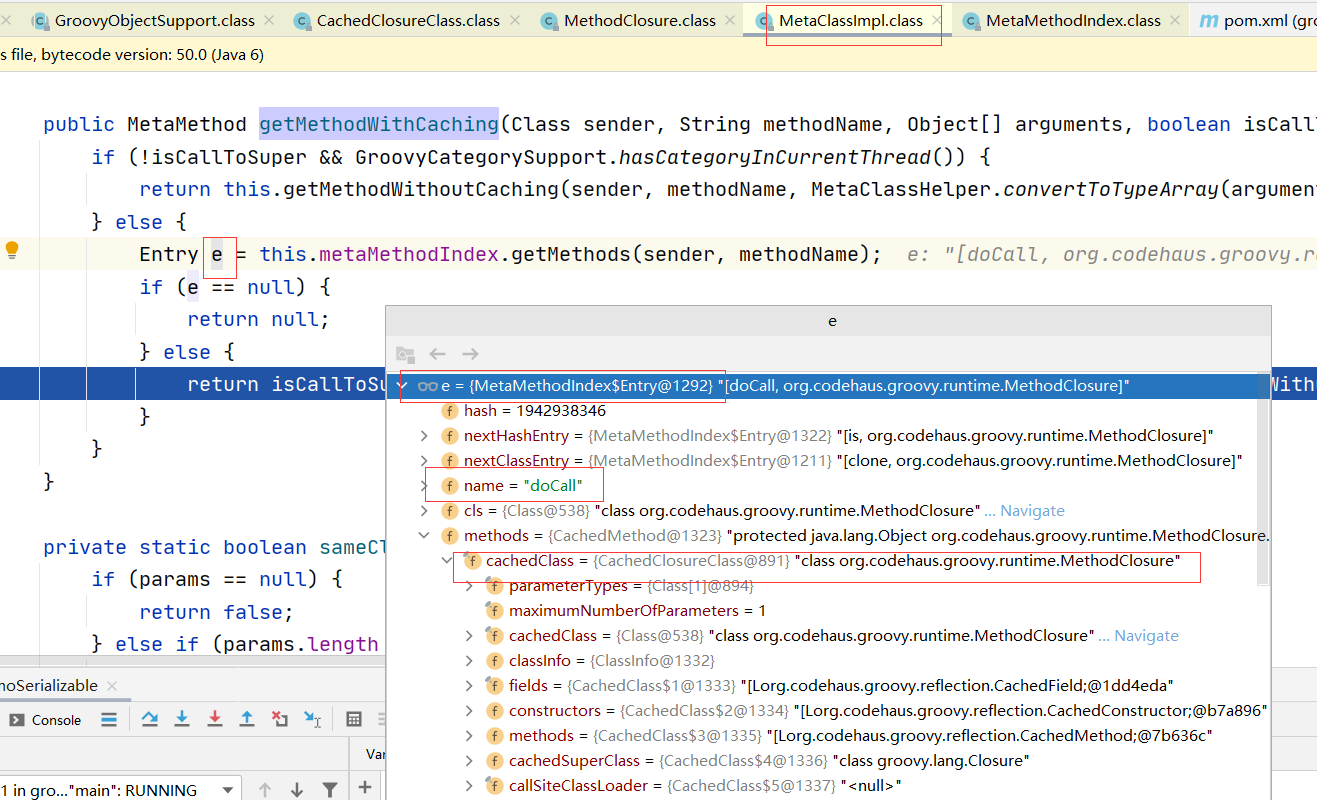 GroovyObjectSupport.class CachedClosureClass.class MethodClosure.class MetaClassImpl.class MetaMethodIndex.class m pom.xml (gro
s file, bytecode version: 50.0 (Java 6)
public MetaMethod getMethodWithCaching(Class sender, String methodName, Object[] arguments, boolean isCallT
if (!isCallToSuper && GroovyCategorySupport.hasCategoryInCurrentThread()) {
return this.getMethodWithoutCaching(sender, methodName, MetaClassHelper.convertToTypeArray(argument
} else {
Entry e = this.metaMethodIndex.getMethods(sender, methodName); e: "[doCall, org.codehaus.groovy.r
if (e == null) {
return null;
} else {
return isCallToSu
}
}
}
private static boolean sameCl
if (params == null) {
return false;
} else if (params.length
e
e = {MetaMethodIndex$Entry@1292} "[doCall, org.codehaus.groovy.runtime.MethodClosure]"
f hash = 1942938346
f nextHashEntry = {MetaMethodIndex$Entry@1322} "[is, org.codehaus.groovy.runtime.MethodClosure]"
f nextClassEntry = {MetaMethodIndex$Entry@1211} "[clone, org.codehaus.groovy.runtime.MethodClosure]"
f name = "doCall"
f cls = {Class@538} "class org.codehaus.groovy.runtime.MethodClosure" ... Navigate
f methods = {CachedMethod@1323} "protected java.lang.Object org.codehaus.groovy.runtime.MethodClosure.
f cachedClass = {CachedClosureClass@891} "class org.codehaus.groovy.runtime.MethodClosure"
f parameterTypes = {Class[1]@894}
f maximumNumberOfParameters = 1
f cachedClass = {Class@538} "class org.codehaus.groovy.runtime.MethodClosure" ... Navigate
f classInfo = {ClassInfo@1332}
f fields = {CachedClass$1@1333} "[Lorg.codehaus.groovy.reflection.CachedField;@1dd4eda"
f constructors = {CachedClass$2@1334} "[Lorg.codehaus.groovy.reflection.CachedConstructor;@b7a896"
f methods = {CachedClass$3@1335} "[Lorg.codehaus.groovy.reflection.CachedMethod;@7b636c"
f cachedSuperClass = {CachedClass$4@1336} "class groovy.lang.Closure"
f callSiteClassLoader = {CachedClass$5@1337} "<null>"
moSerializable
Console
Var
1 in gro..."main": RUNNING